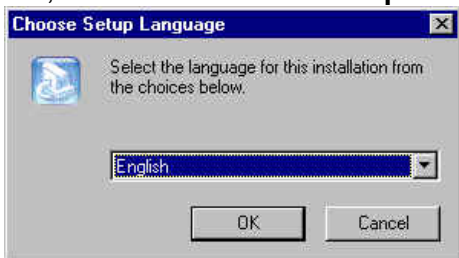 Choose Setup Language
Select the language for this installation from
the choices below.
English
OK
Cancel